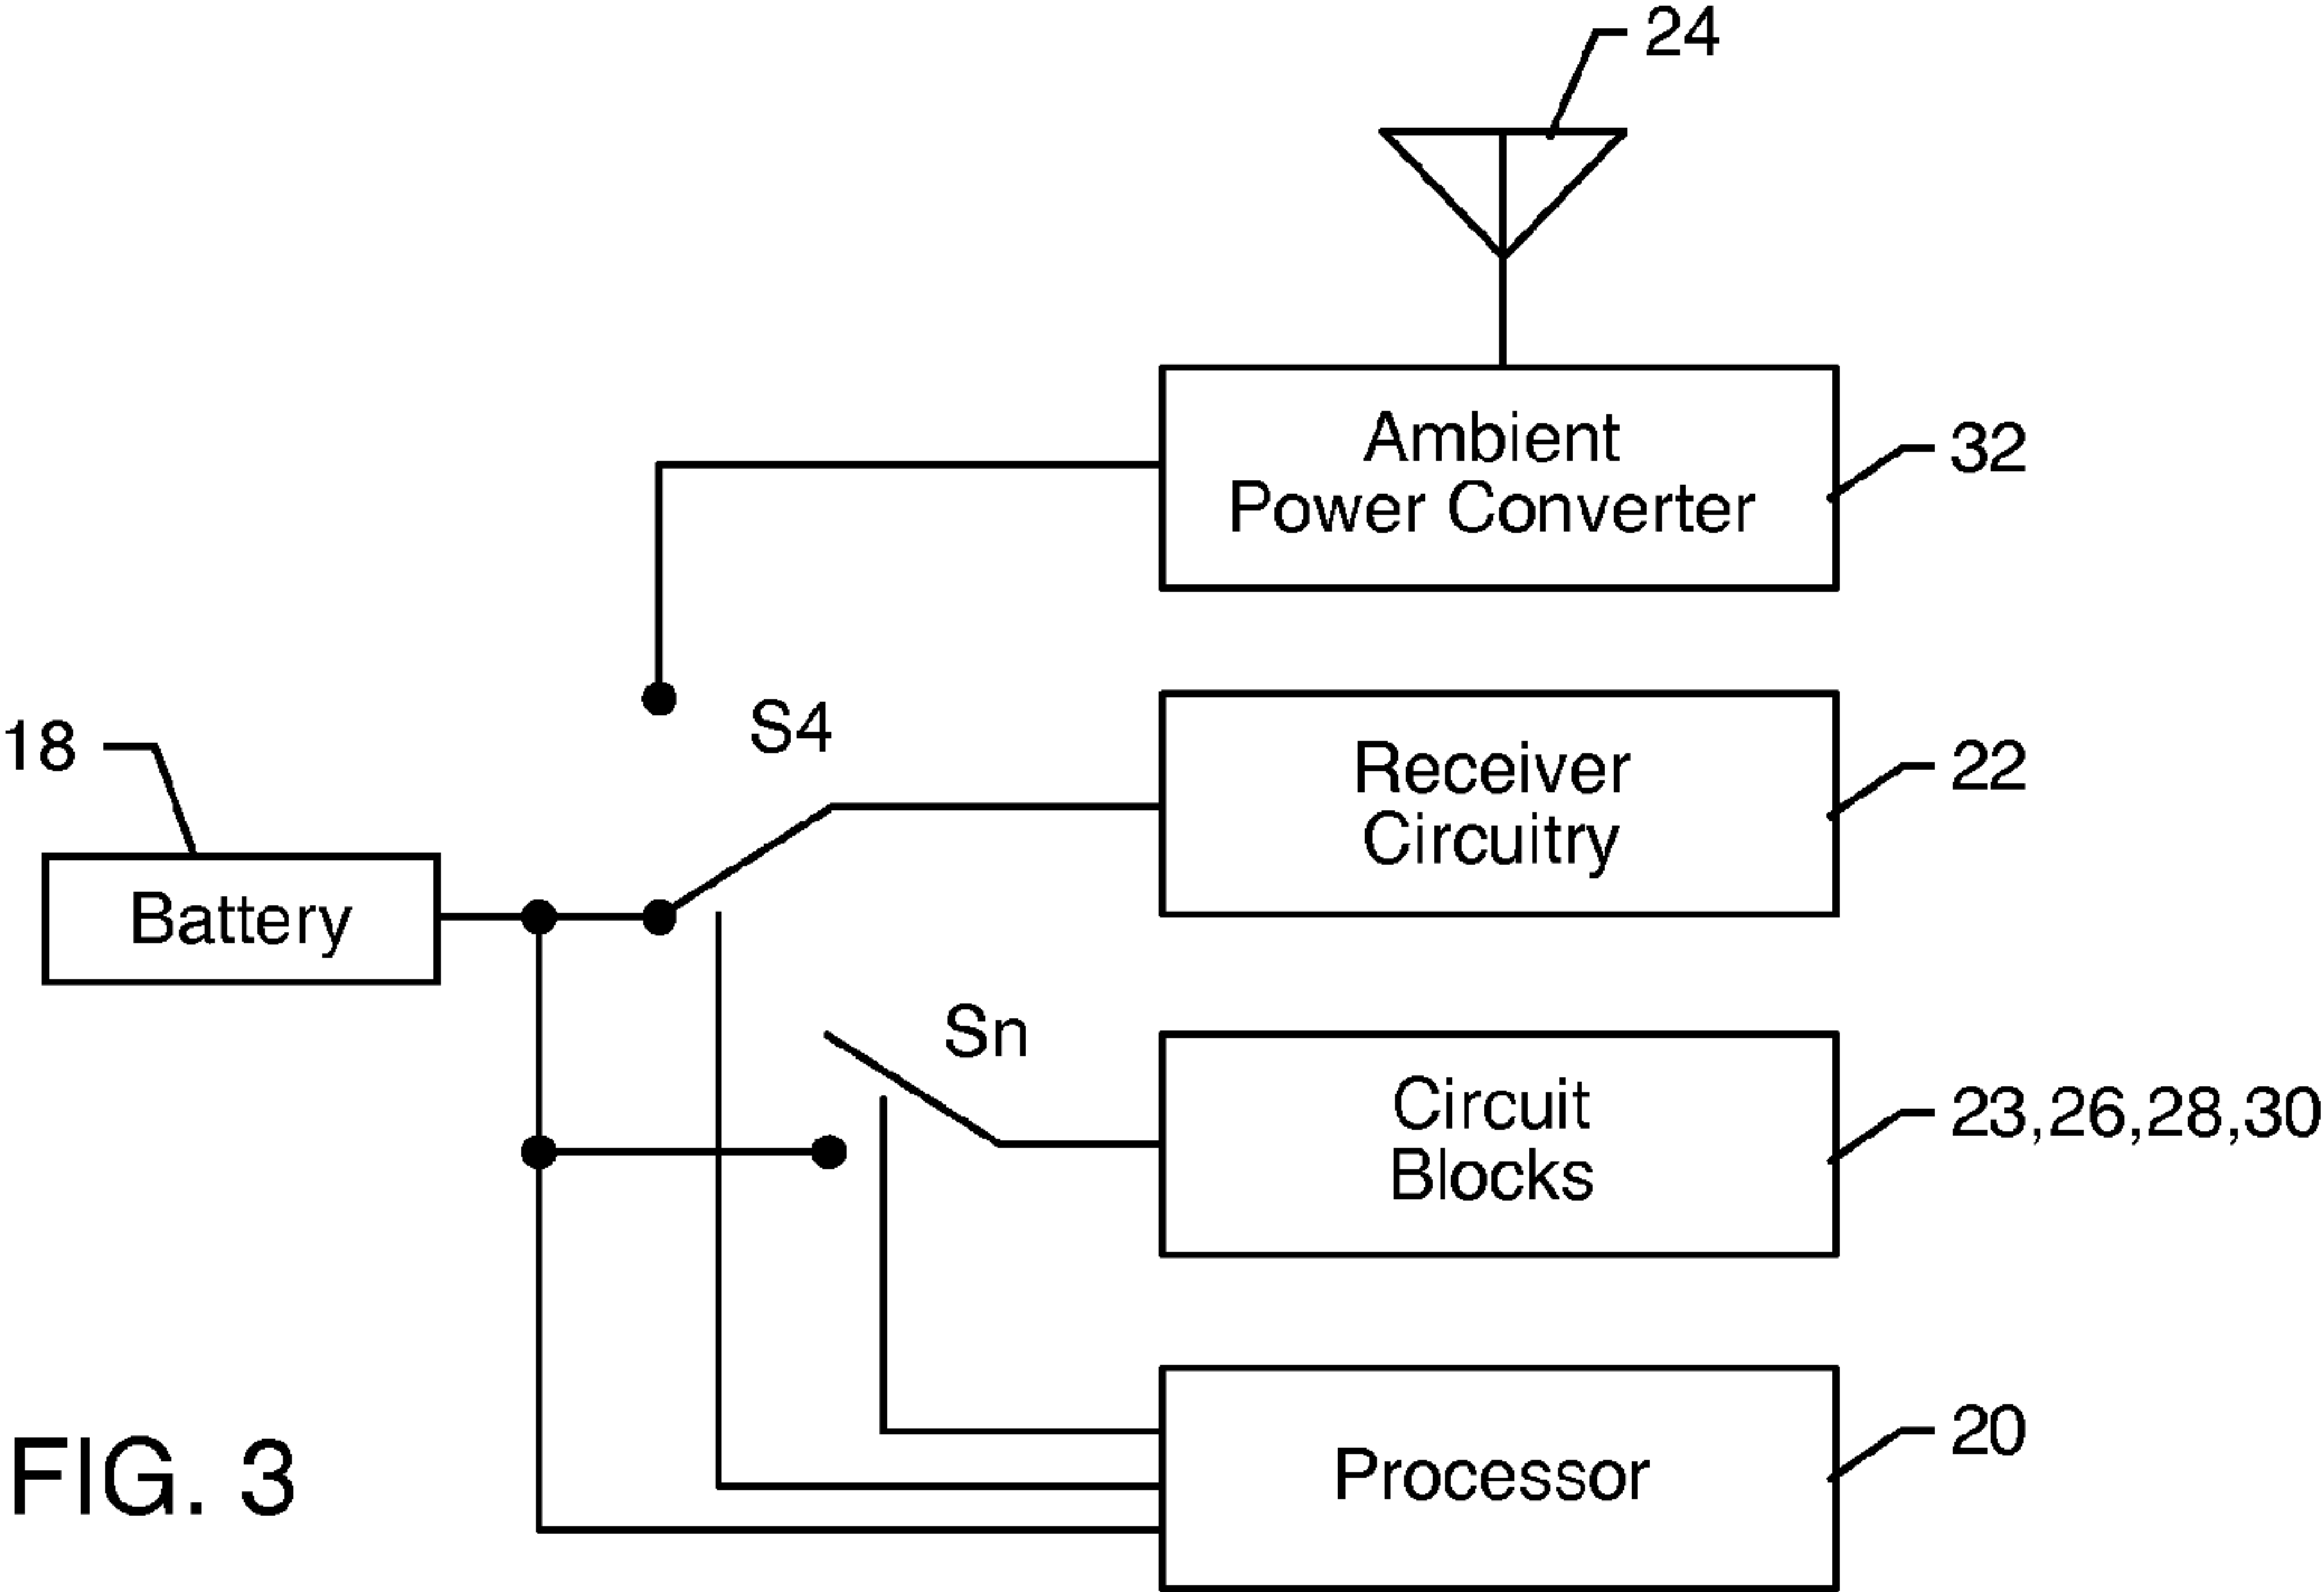 24
Ambient
Power Converter
32
S4
18
Receiver
Circuitry
22
Battery
Sn
Circuit
Blocks
23,26,28,30
Processor
20
FIG. 3